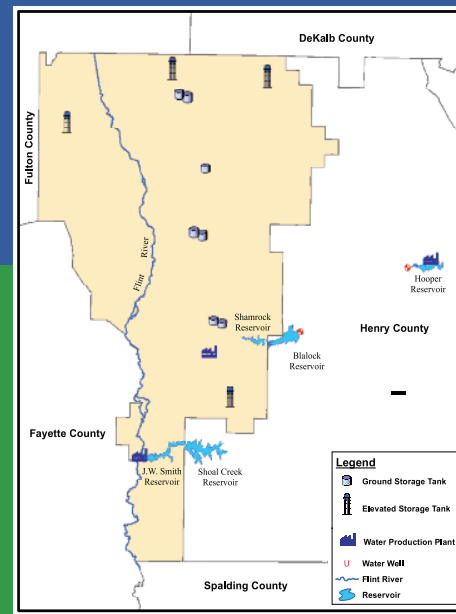 DeKalb County
Fulton County
Flint
River
Hooper
Reservoir
Shamrock
Reservoir
Henry County
Blalock
Reservoir
Fayette County
J.W. Smith
Reservoir
Shoal Creek
Reservoir
Legend
Ground Storage Tank
Elevated Storage Tank
Water Production Plant
U Water Well
Flint River
Reservoir
Spalding County